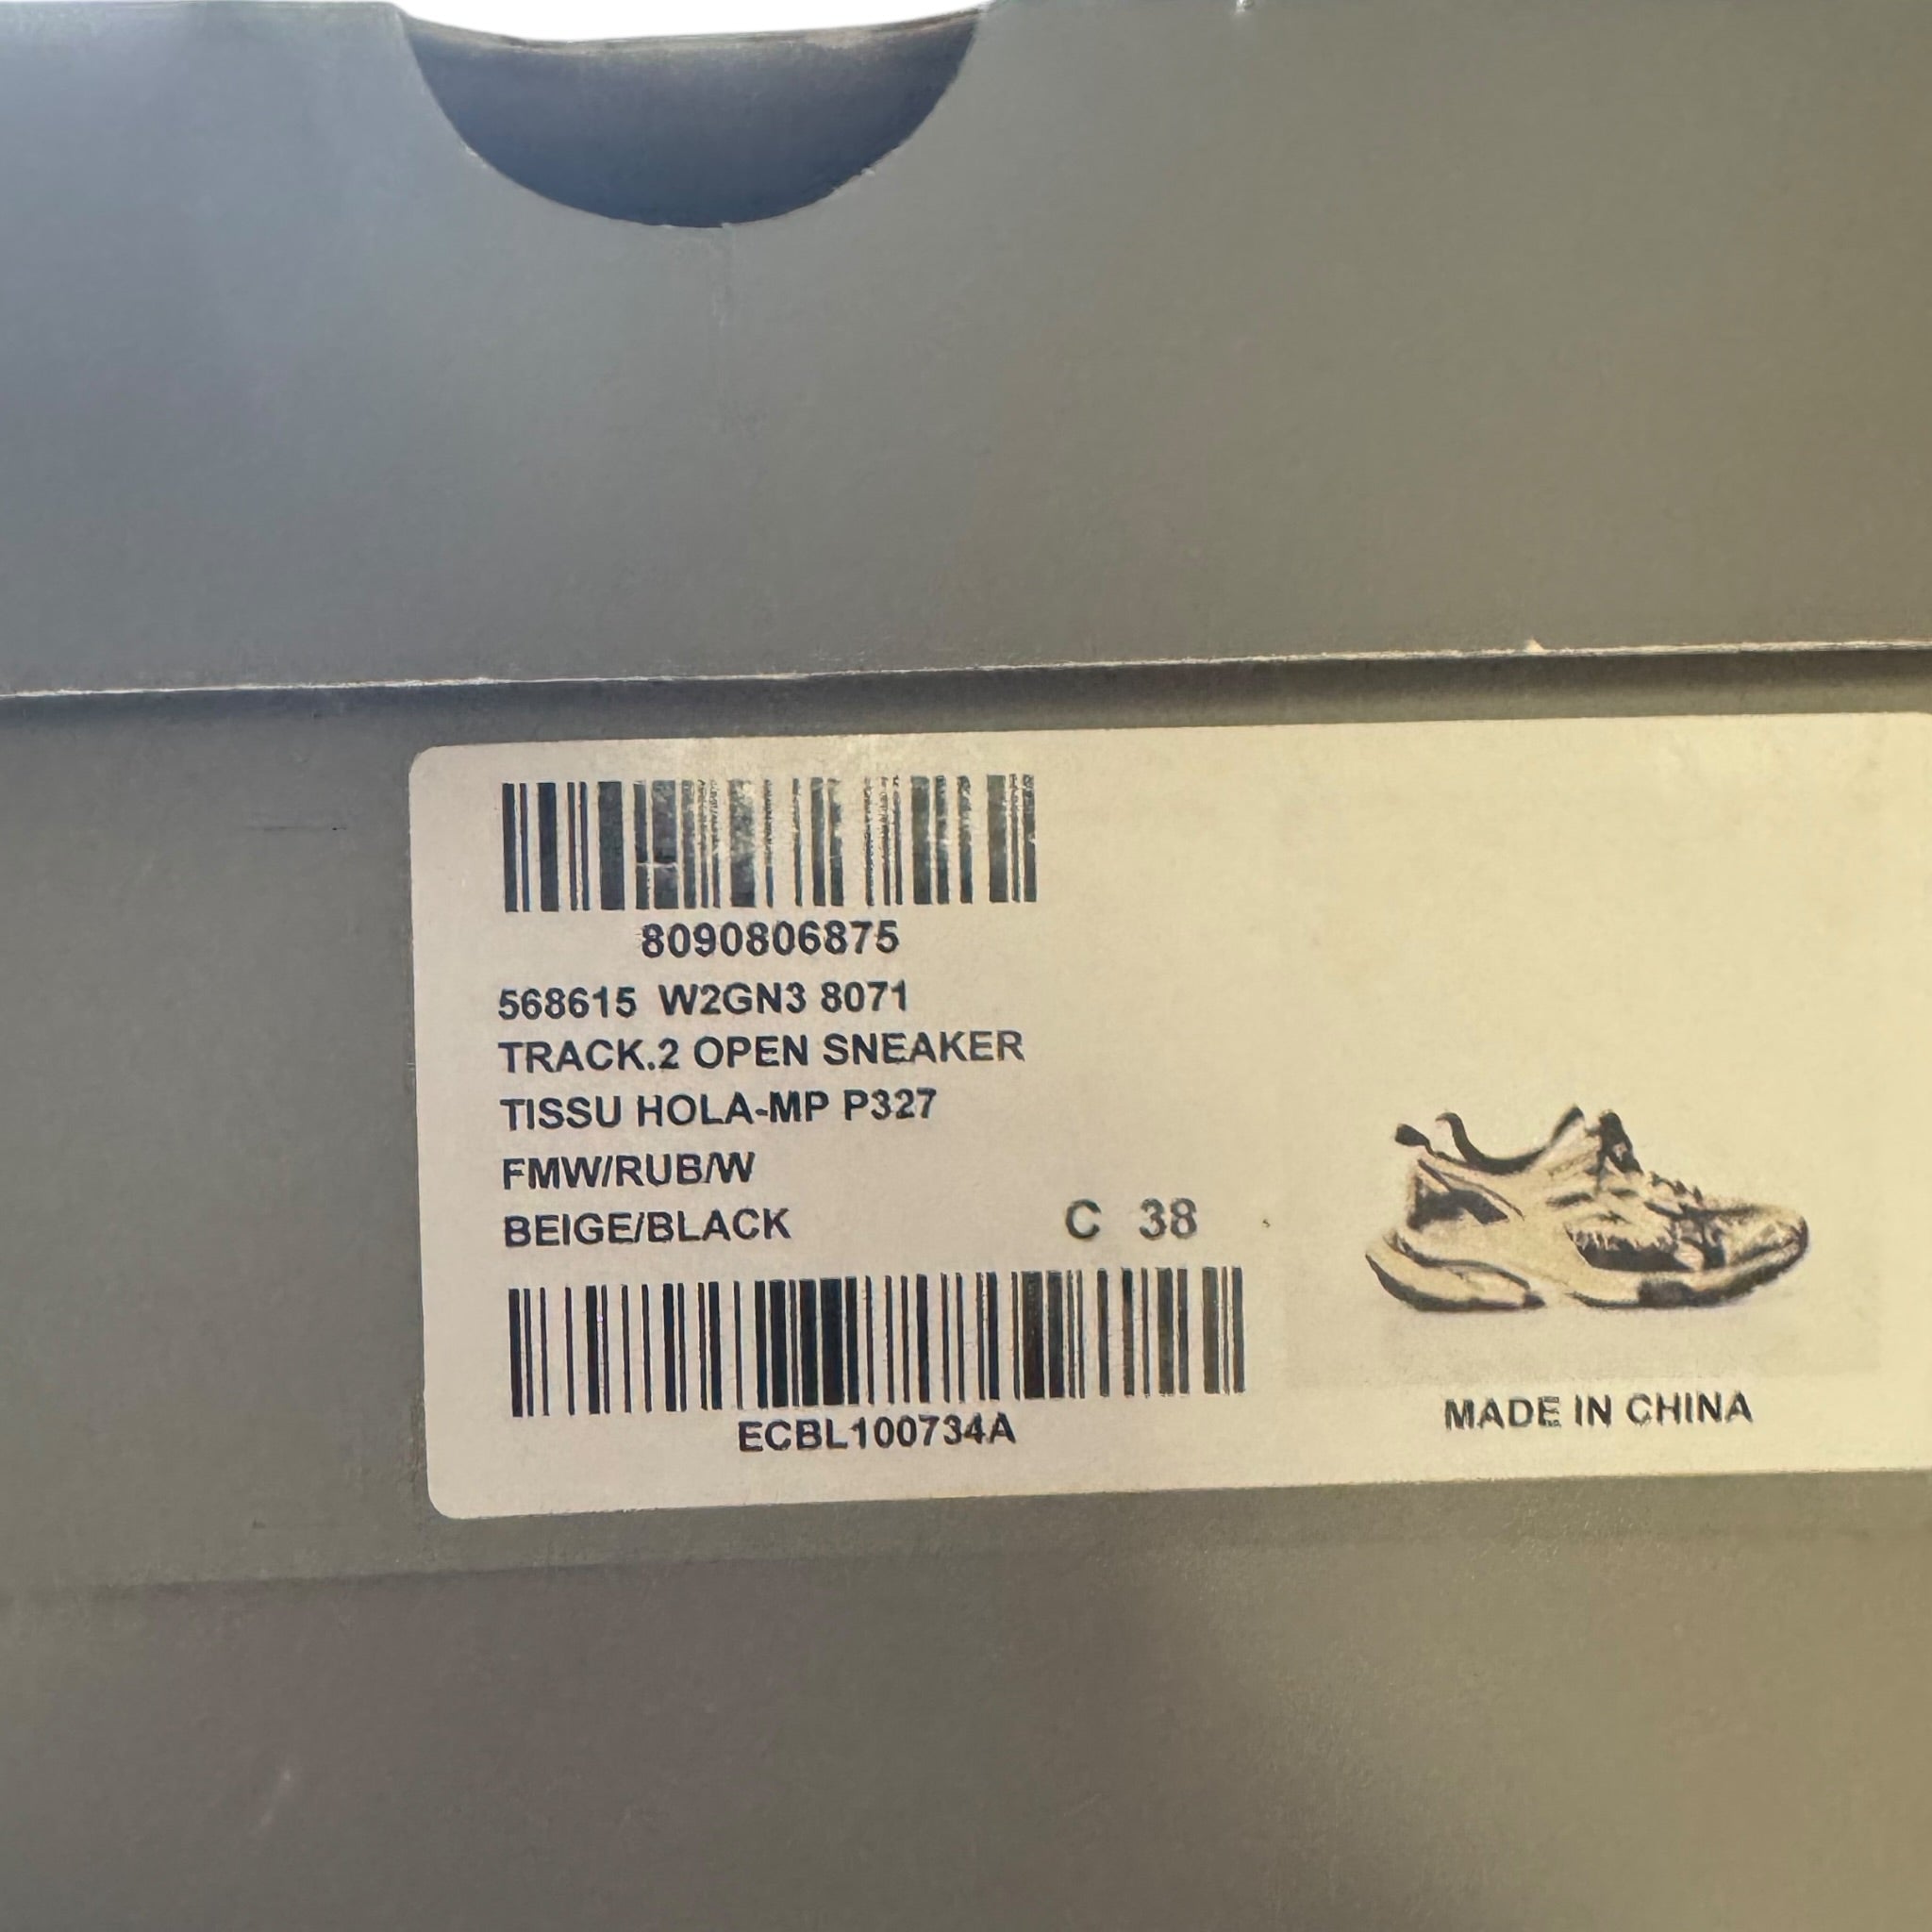 8090806875
568615 W2GN3 8071
TRACK.2 OPEN SNEAKER
TISSU HOLA-MP P327
FMW/RUB/W
BEIGE/BLACK C 38
ECBL100734A
MADE IN CHINA